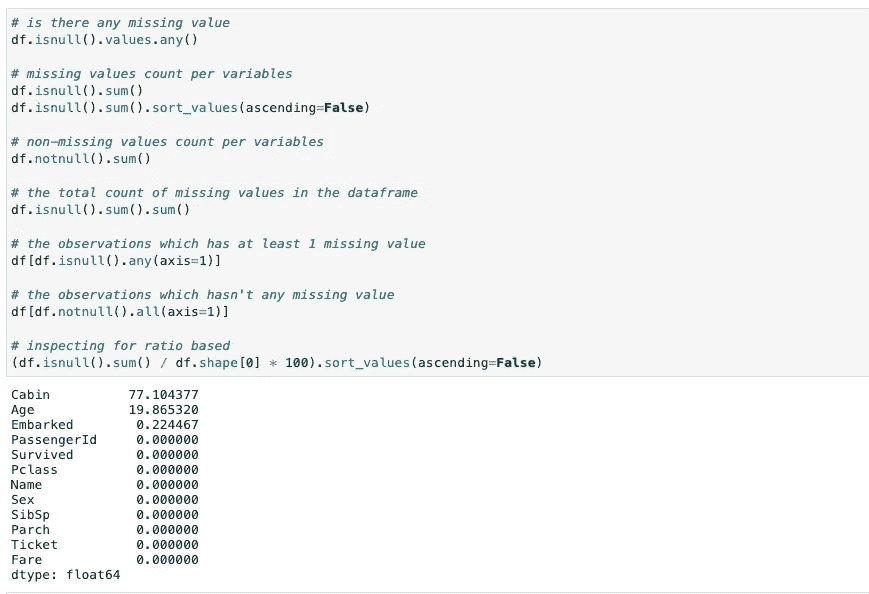 # is there any missing value
df.isnull().values.any()
# missing values count per variables
df.isnull().sum()
df.isnull().sum().sort_values(ascending=False)
# non-missing values count per variables
df.notnull().sum()
# the total count of missing values in the dataframe
df.isnull().sum().sum()
# the observations which has at least 1 missing value
df[df.isnull().any(axis=1)]
# the observations which hasn't any missing value
df[df.notnull().all(axis=1)]
# inspecting for ratio based
(df.isnull().sum() / df.shape[0] * 100).sort_values(ascending=False)
Cabin 77.104377
Age 19.865320
Embarked 0.224467
PassengerId 0.000000
Survived 0.000000
Pclass 0.000000
Name 0.000000
Sex 0.000000
SibSp 0.000000
Parch 0.000000
Ticket 0.000000
Fare 0.000000
dtype: float64